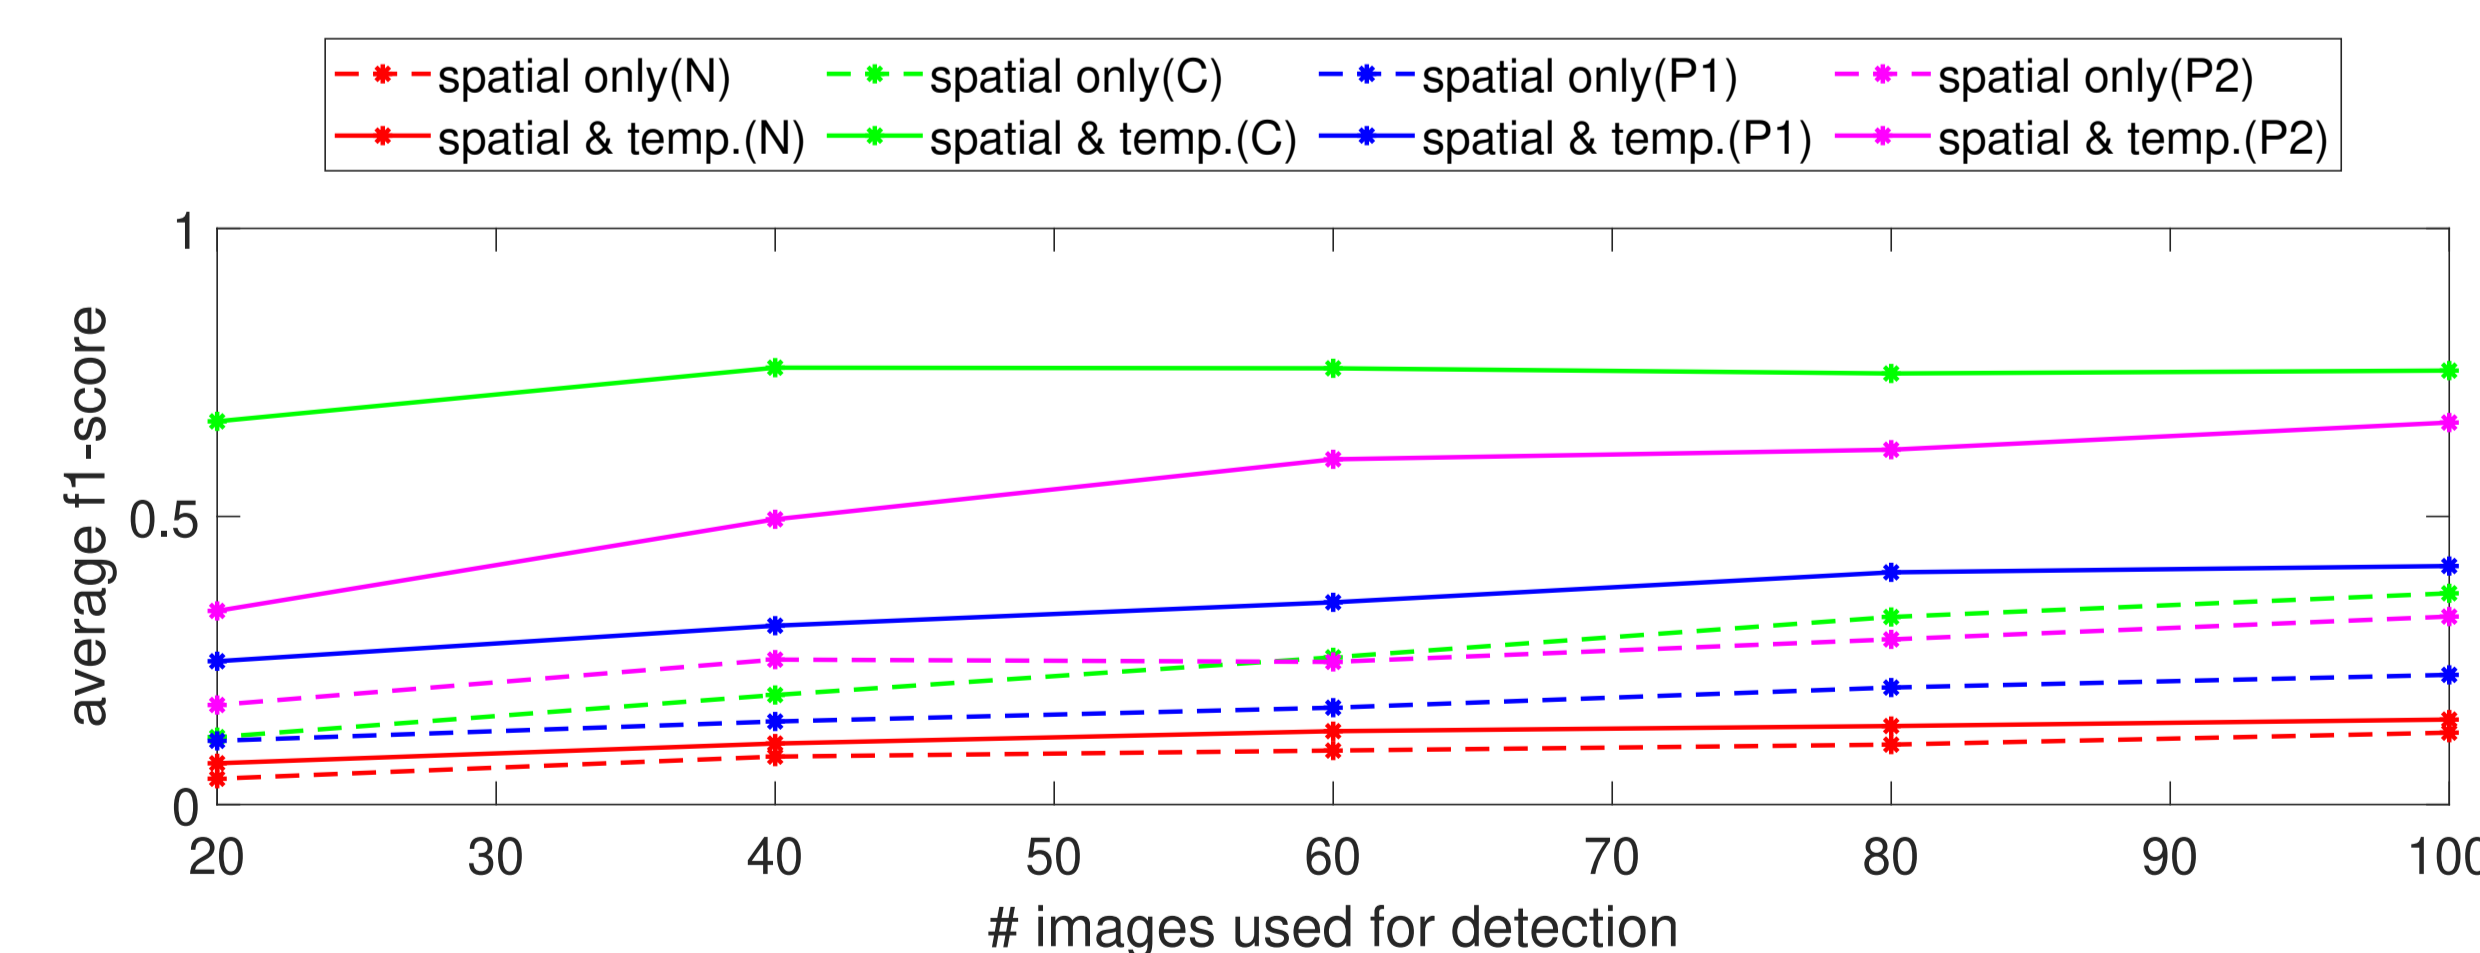 spatial only(N) spatial only(C) spatial only(P1) spatial only(P2)
spatial & temp.(N) spatial & temp.(C) spatial & temp.(P1) spatial & temp.(P2)
1
0.5
0
average f1-score
20 30 40 50 60 70 80 90 100
# images used for detection